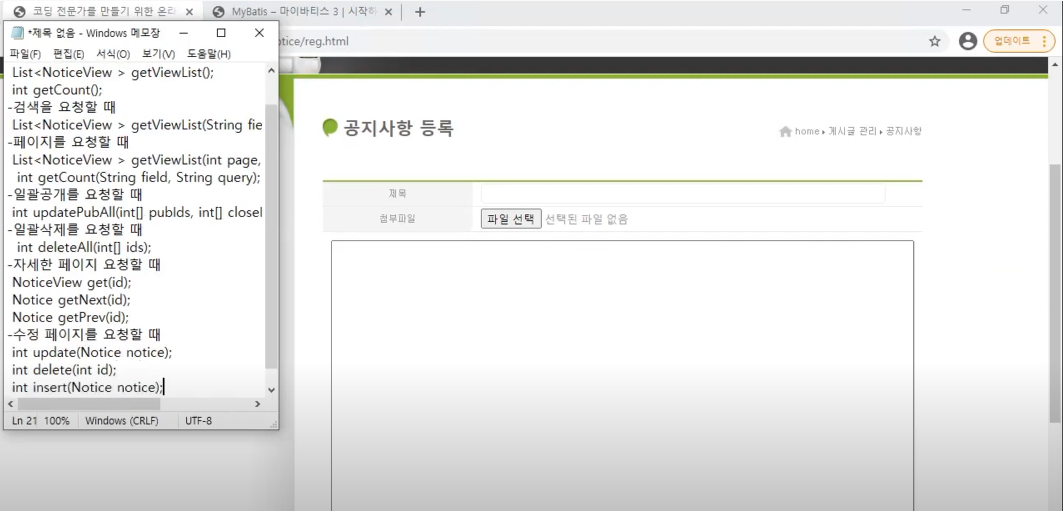 코딩 전문가를 만들기 위한 온라
MyBatis – 마이바티스 3 | 시작하
*제목 없음 - Windows 메모장
otice/reg.html
업데이트
파일(F) 편집(E) 서식(O) 보기(V) 도움말(H)
List<NoticeView > getViewList();
int getCount();
-검색을 요청할 때
List<NoticeView > getViewList(String fie
-페이지를 요청할 때
List<NoticeView > getViewList(int page,
int getCount(String field, String query);
-일괄공개를 요청할 때
int updatePubAll(int[] pubIds, int[] closeI
-일괄삭제를 요청할 때
int deleteAll(int[] ids);
-자세한 페이지 요청할 때
NoticeView get(id);
Notice getNext(id);
Notice getPrev(id);
-수정 페이지를 요청할 때
int update(Notice notice);
int delete(int id);
int insert(Notice notice);
Ln 21 100% Windows (CRLF) UTF-8
공지사항 등록
home 게시글 관리 공지사항
제목
첨부파일
파일 선택 선택된 파일 없음